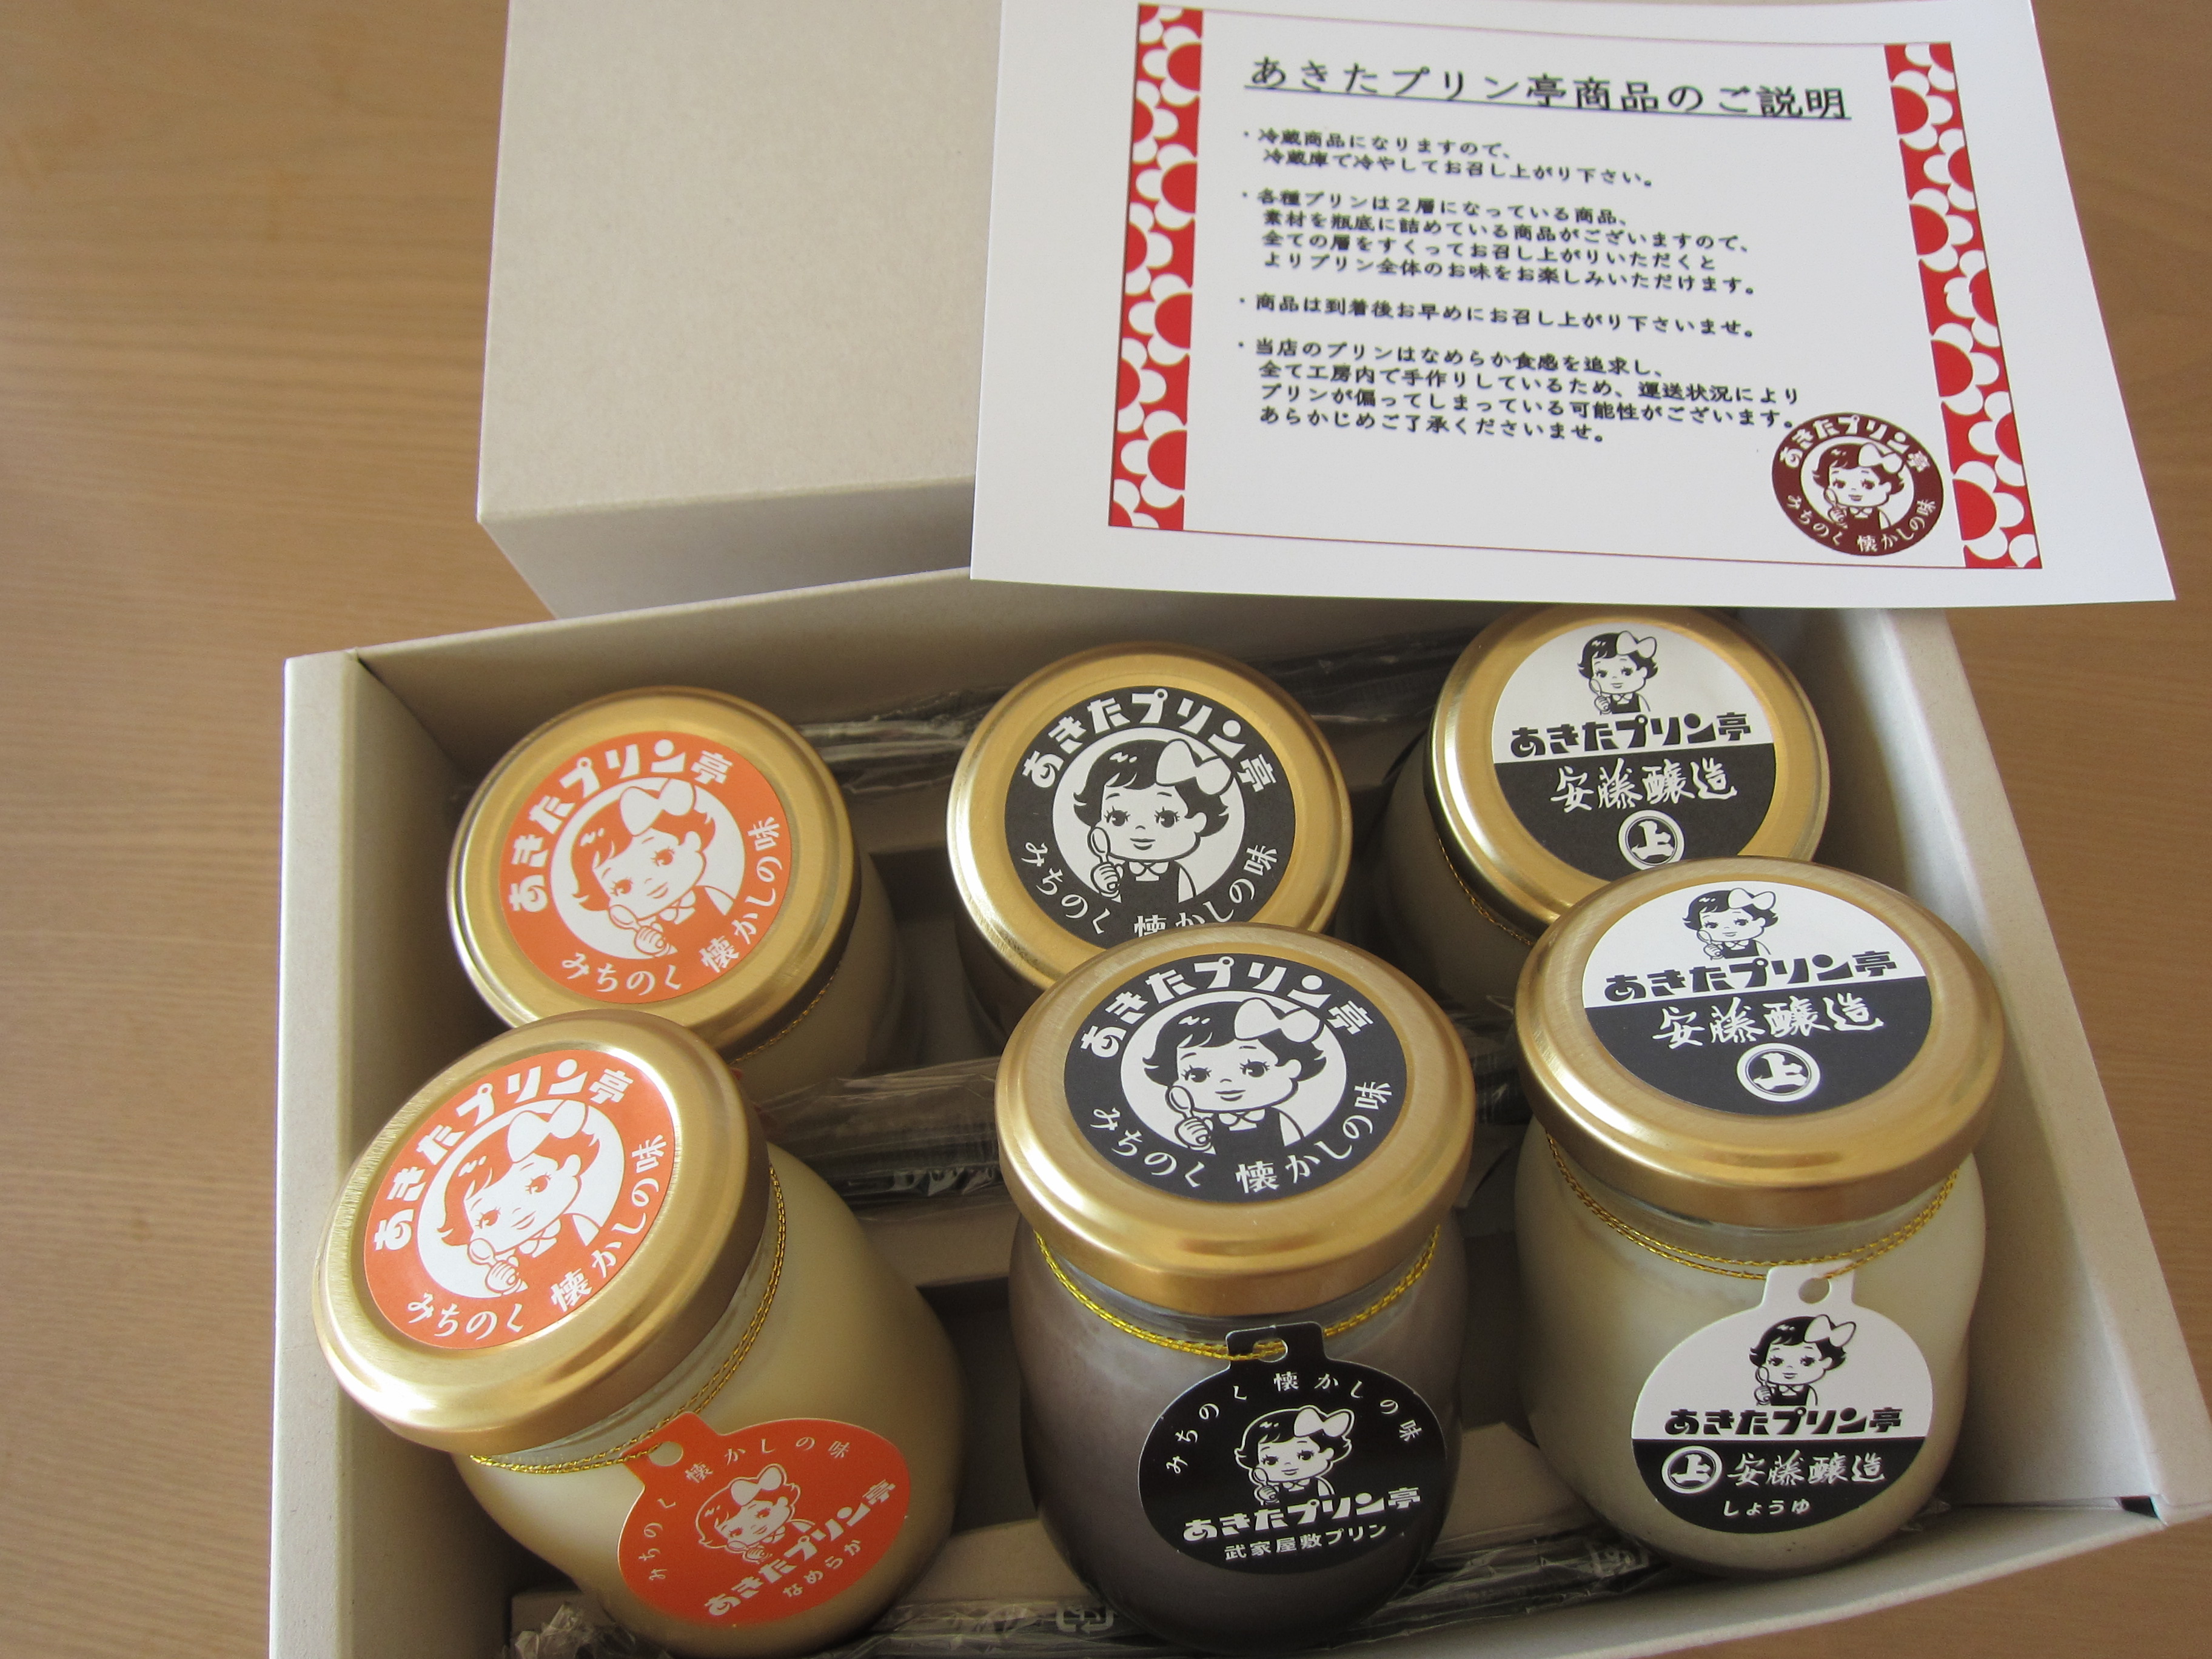 あきたプリン亭商品のご説明
・冷蔵商品になりますので、
冷蔵庫で冷やしてお召し上がり下さい。
・各種プリンは２層になっている商品、
素材を瓶底に詰めている商品がございますので、
全ての層をすくってお召し上がりいただくと
よりプリン全体のお味をお楽しみいただけます。
・商品は到着後お早めにお召し上がり下さいませ。
・当店のプリンはなめらか食感を追求し、
全て工房内で手作りしているため、運送状況により
プリンが偏ってしまっている可能性がございます。
あらかじめご了承くださいませ。
あきたプリン亭
みちのく 懐かしの味
あきたプリン亭
みちのく 懐かしの味
あきたプリン亭
みちのく 懐かしの味
あきたプリン亭
安藤醸造
上
あきたプリン亭
みちのく 懐かしの味
あきたプリン亭
みちのく 懐かしの味
あきたプリン亭
安藤醸造
上
みちのく 懐かしの味
あきたプリン亭
なめらか
みちのく 懐かしの味
あきたプリン亭
武家屋敷プリン
あきたプリン亭
上 安藤醸造
しょうゆ